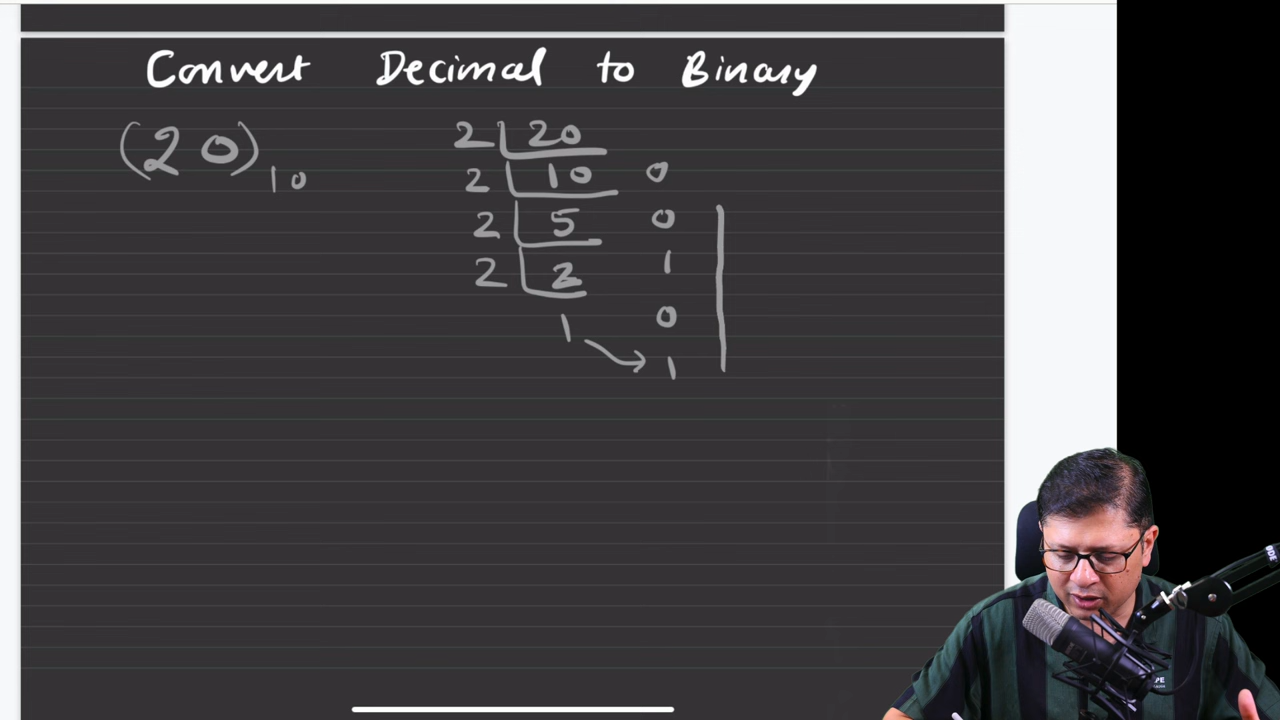 Convert Decimal to Binary
(20)10
2 20
2 10 0
2 5 0
2 2 1
1 0
1